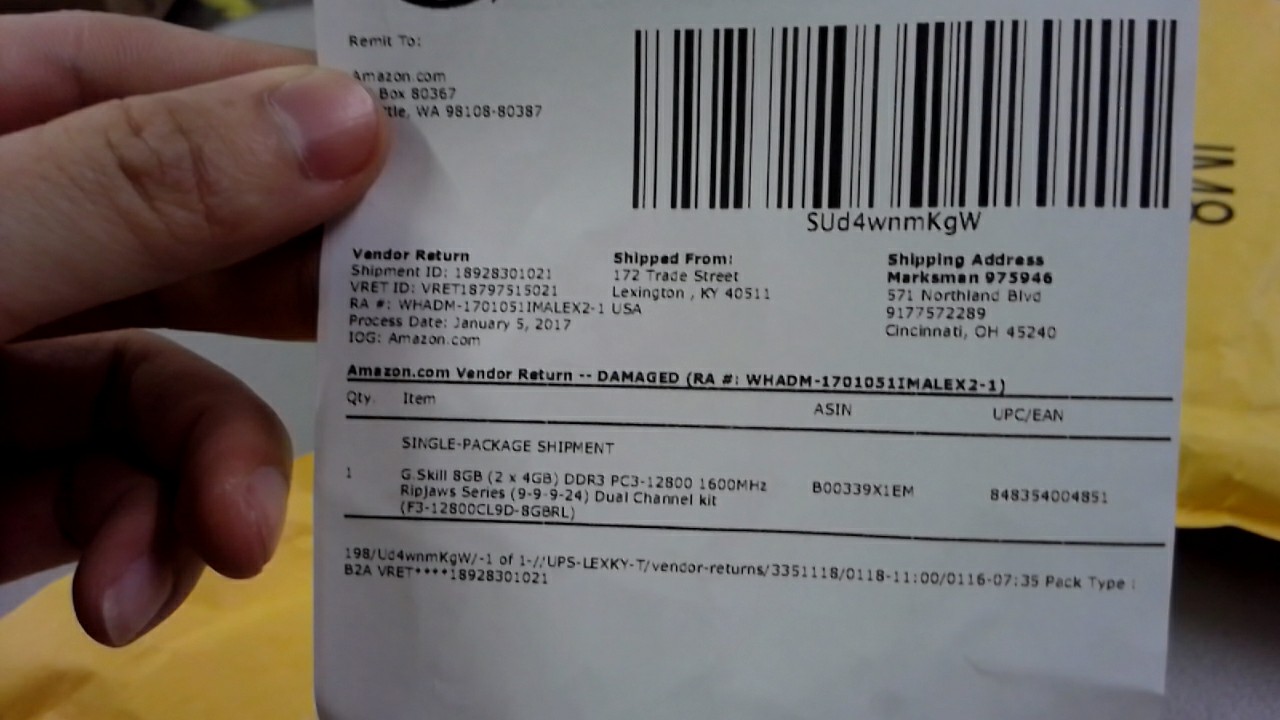 Remit To:
Amazon.com
Box 80367
WA 98108-80387
SUd4wnmKgW
Vendor Return
Shipment ID: 18928301021
VRET ID: VRET18797515021
RA #: WHADM-1701051IMALEX2-1
Process Date: January 5, 2017
IOG: Amazon.com
Shipped From:
172 Trade Street
Lexington , KY 40511
USA
Shipping Address
Marksman 975946
571 Northland Blvd
9177572289
Cincinnati, OH 45240
Amazon.com Vendor Return -- DAMAGED (RA #: WHADM-1701051IMALEX2-1)
Qty. Item ASIN UPC/EAN
SINGLE-PACKAGE SHIPMENT
1 G.Skill 8GB (2 x 4GB) DDR3 PC3-12800 1600MHz B00339X1EM 848354004851
RipJaws Series (9-9-9-24) Dual Channel kit
(F3-12800CL9D-8GBRL)
198/Ud4wnmKgW/-1 of 1-//UPS-LEXKY-T/vendor-returns/3351118/0118-11:00/0116-07:35 Pack Type :
B2A VRET****18928301021